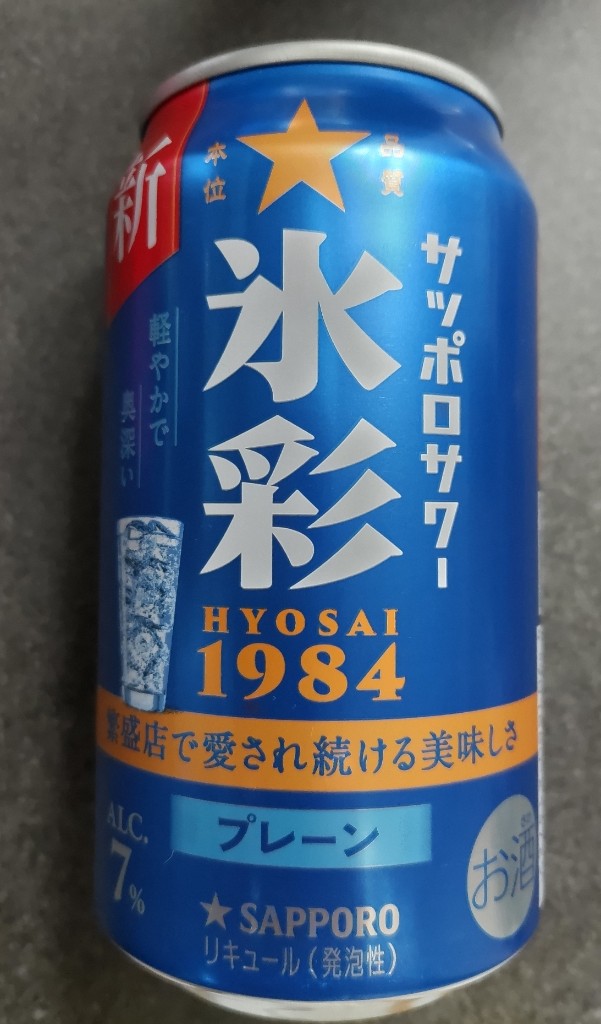 新
品質
本位
サッポロサワー
氷彩
HYOSAI
1984
軽やかで
奥深い
繁盛店で愛され続ける美味しさ
プレーン
ALC.
7%
お酒
SAPPORO
リキュール(発泡性)